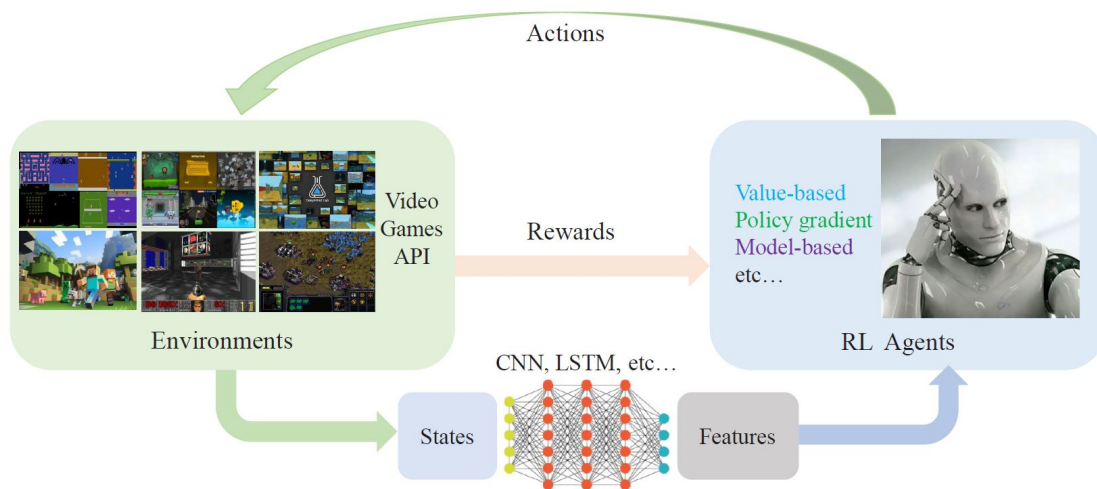 Actions
Video
Games
API
Environments
Rewards
Value-based
Policy gradient
Model-based
etc…
RL Agents
CNN, LSTM, etc…
States
Features